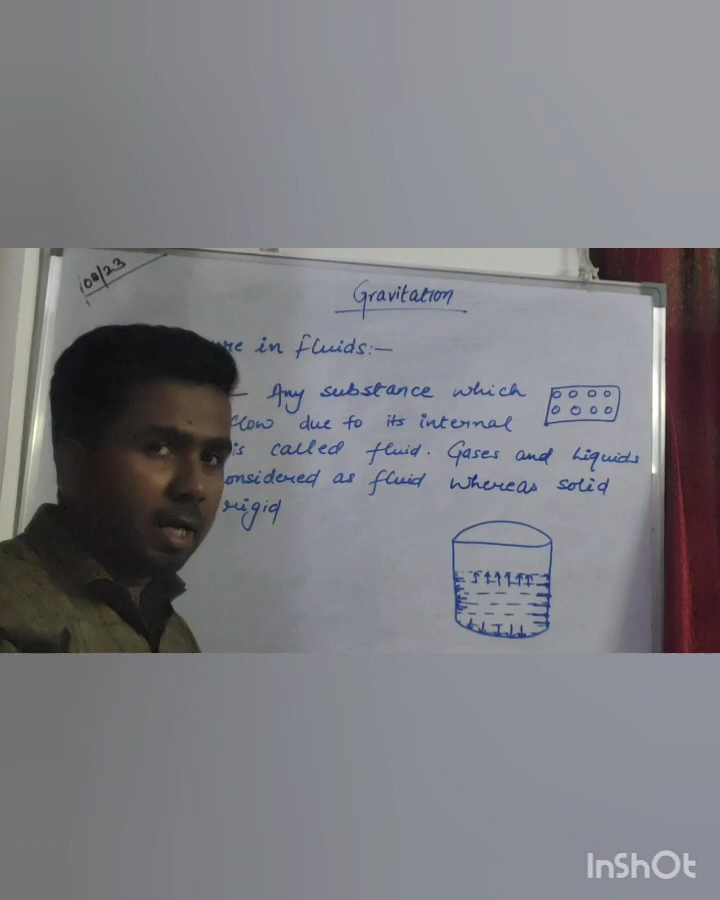 /08/23
Gravitation
ure in fluids:—
— Any substance which
flow due to its internal
is called fluid. Gases and Liquids
onsidered as fluid whereas solid
rigid
InShOt